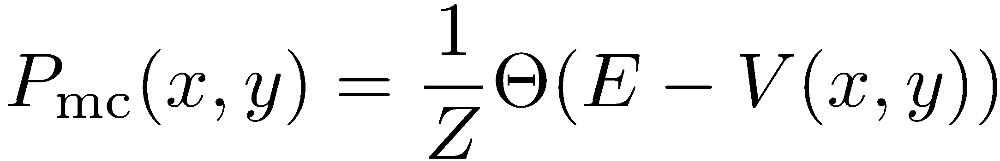 P_mc(x, y) = 1/Z Θ(E − V(x, y))